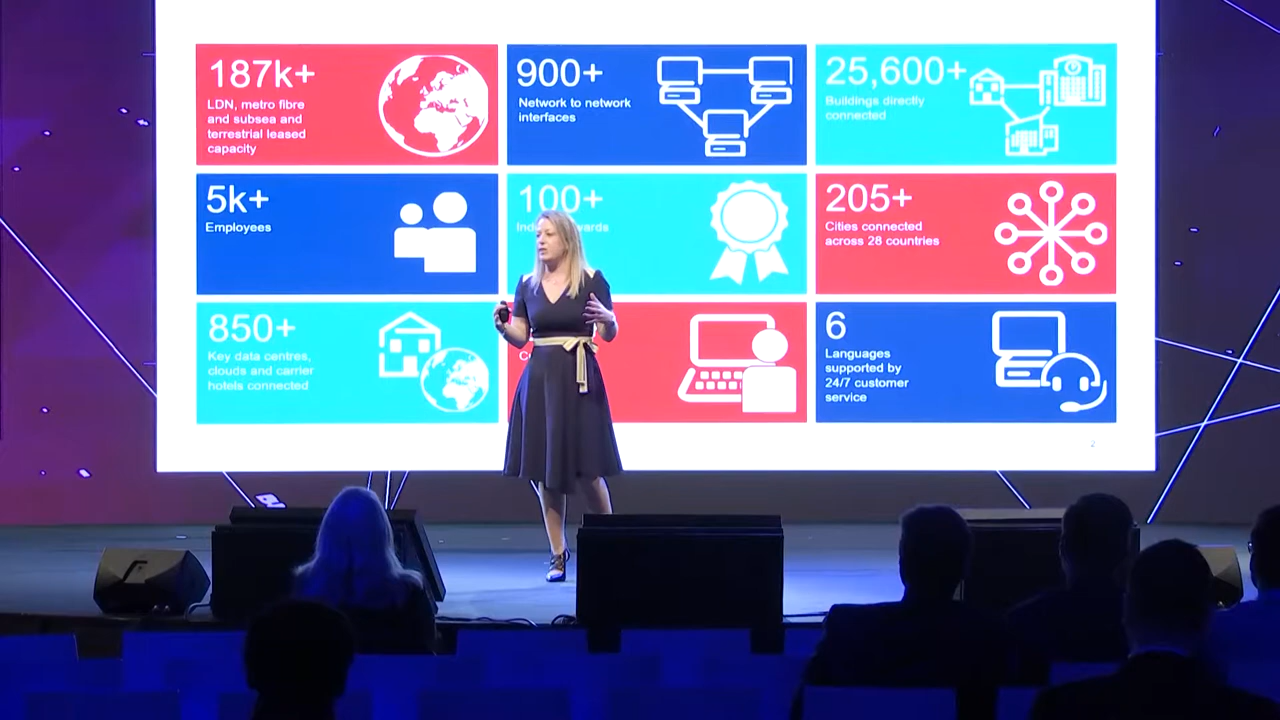 187k+
LDN, metro fibre
and subsea and
terrestrial leased
capacity
900+
Network to network
interfaces
25,600+
Buildings directly
connected
5k+
Employees
100+
205+
Cities connected
across 28 countries
850+
Key data centres,
clouds and carrier
hotels connected
6
Languages
supported by
24/7 customer
service
2